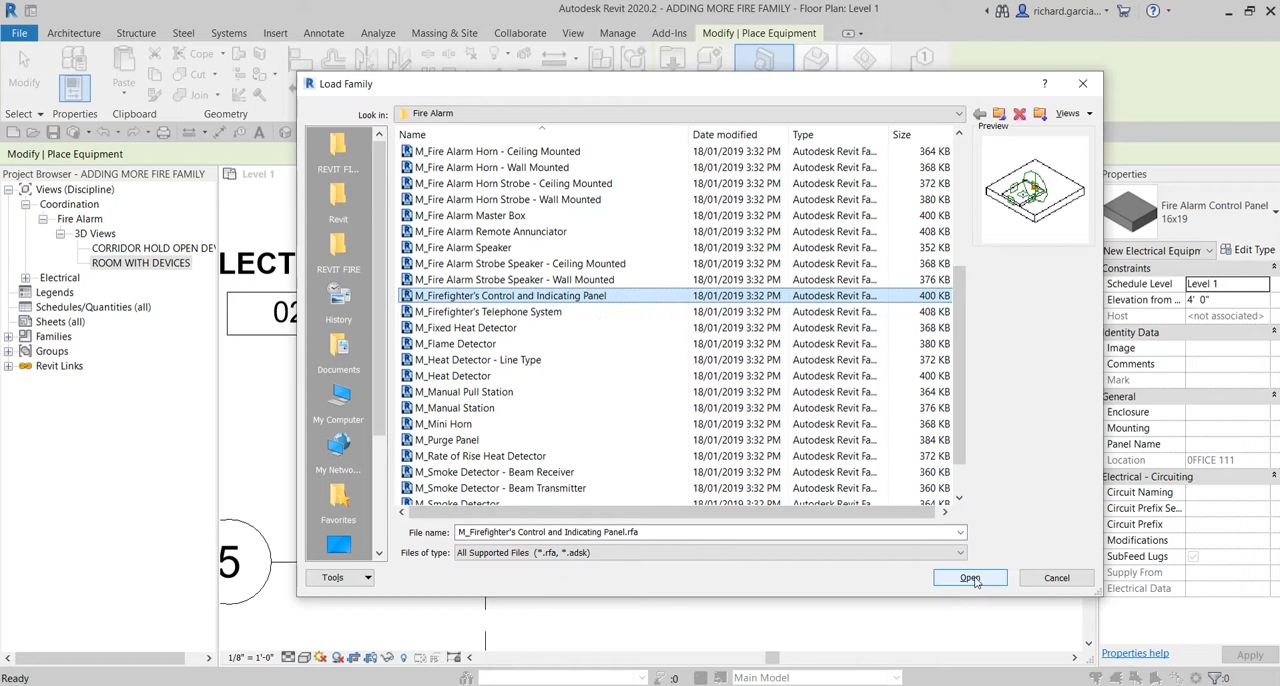 Autodesk Revit 2020.2 - ADDING MORE FIRE FAMILY - Floor Plan: Level 1
richard.garcia...
File Architecture Structure Steel Systems Insert Annotate Analyze Massing & Site Collaborate View Manage Add-Ins Modify | Place Equipment
Modify
Paste
Cope
Cut
Join
Select Properties Clipboard Geometry
Modify | Place Equipment
Project Browser - ADDING MORE FIRE FAMILY
Views (Discipline)
Coordination
Fire Alarm
3D Views
CORRIDOR HOLD OPEN DEV
ROOM WITH DEVICES
Electrical
Legends
Schedules/Quantities (all)
Sheets (all)
Families
Groups
Revit Links
Level 1
LECT
02
5
Load Family
Look in: Fire Alarm
Views
REVIT FI...
Revit
REVIT FIRE
History
Documents
My Computer
My Netwo...
Favorites
Name Date modified Type Size
M_Fire Alarm Horn - Ceiling Mounted 18/01/2019 3:32 PM Autodesk Revit Fa... 364 KB
M_Fire Alarm Horn - Wall Mounted 18/01/2019 3:32 PM Autodesk Revit Fa... 368 KB
M_Fire Alarm Horn Strobe - Ceiling Mounted 18/01/2019 3:32 PM Autodesk Revit Fa... 372 KB
M_Fire Alarm Horn Strobe - Wall Mounted 18/01/2019 3:32 PM Autodesk Revit Fa... 380 KB
M_Fire Alarm Master Box 18/01/2019 3:32 PM Autodesk Revit Fa... 400 KB
M_Fire Alarm Remote Annunciator 18/01/2019 3:32 PM Autodesk Revit Fa... 408 KB
M_Fire Alarm Speaker 18/01/2019 3:32 PM Autodesk Revit Fa... 352 KB
M_Fire Alarm Strobe Speaker - Ceiling Mounted 18/01/2019 3:32 PM Autodesk Revit Fa... 368 KB
M_Fire Alarm Strobe Speaker - Wall Mounted 18/01/2019 3:32 PM Autodesk Revit Fa... 376 KB
M_Firefighter's Control and Indicating Panel 18/01/2019 3:32 PM Autodesk Revit Fa... 400 KB
M_Firefighter's Telephone System 18/01/2019 3:32 PM Autodesk Revit Fa... 408 KB
M_Fixed Heat Detector 18/01/2019 3:32 PM Autodesk Revit Fa... 368 KB
M_Flame Detector 18/01/2019 3:32 PM Autodesk Revit Fa... 380 KB
M_Heat Detector - Line Type 18/01/2019 3:32 PM Autodesk Revit Fa... 372 KB
M_Heat Detector 18/01/2019 3:32 PM Autodesk Revit Fa... 400 KB
M_Manual Pull Station 18/01/2019 3:32 PM Autodesk Revit Fa... 364 KB
M_Manual Station 18/01/2019 3:32 PM Autodesk Revit Fa... 376 KB
M_Mini Horn 18/01/2019 3:32 PM Autodesk Revit Fa... 368 KB
M_Purge Panel 18/01/2019 3:32 PM Autodesk Revit Fa... 384 KB
M_Rate of Rise Heat Detector 18/01/2019 3:32 PM Autodesk Revit Fa... 372 KB
M_Smoke Detector - Beam Receiver 18/01/2019 3:32 PM Autodesk Revit Fa... 360 KB
M_Smoke Detector - Beam Transmitter 18/01/2019 3:32 PM Autodesk Revit Fa... 360 KB
M_Smoke Detector 18/01/2019 3:32 PM Autodesk Revit Fa... 364 KB
File name: M_Firefighter's Control and Indicating Panel.rfa
Files of type: All Supported Files (*.rfa, *.adsk)
Tools Open Cancel
Preview
Properties
Fire Alarm Control Panel
16x19
New Electrical Equipm Edit Type
Constraints
Schedule Level Level 1
Elevation from ... 4' 0"
Host <not associated>
Identity Data
Image
Comments
Mark
General
Enclosure
Mounting
Panel Name
Location 0FFICE 111
Electrical - Circuiting
Circuit Naming
Circuit Prefix Se...
Circuit Prefix
Modifications
SubFeed Lugs
Supply From
Electrical Data
Properties help Apply
1/8" = 1'-0"
Ready
:0
Main Model
:0